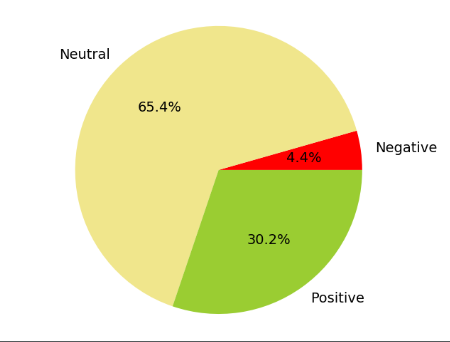 Neutral
65.4%
Negative
4.4%
30.2%
Positive